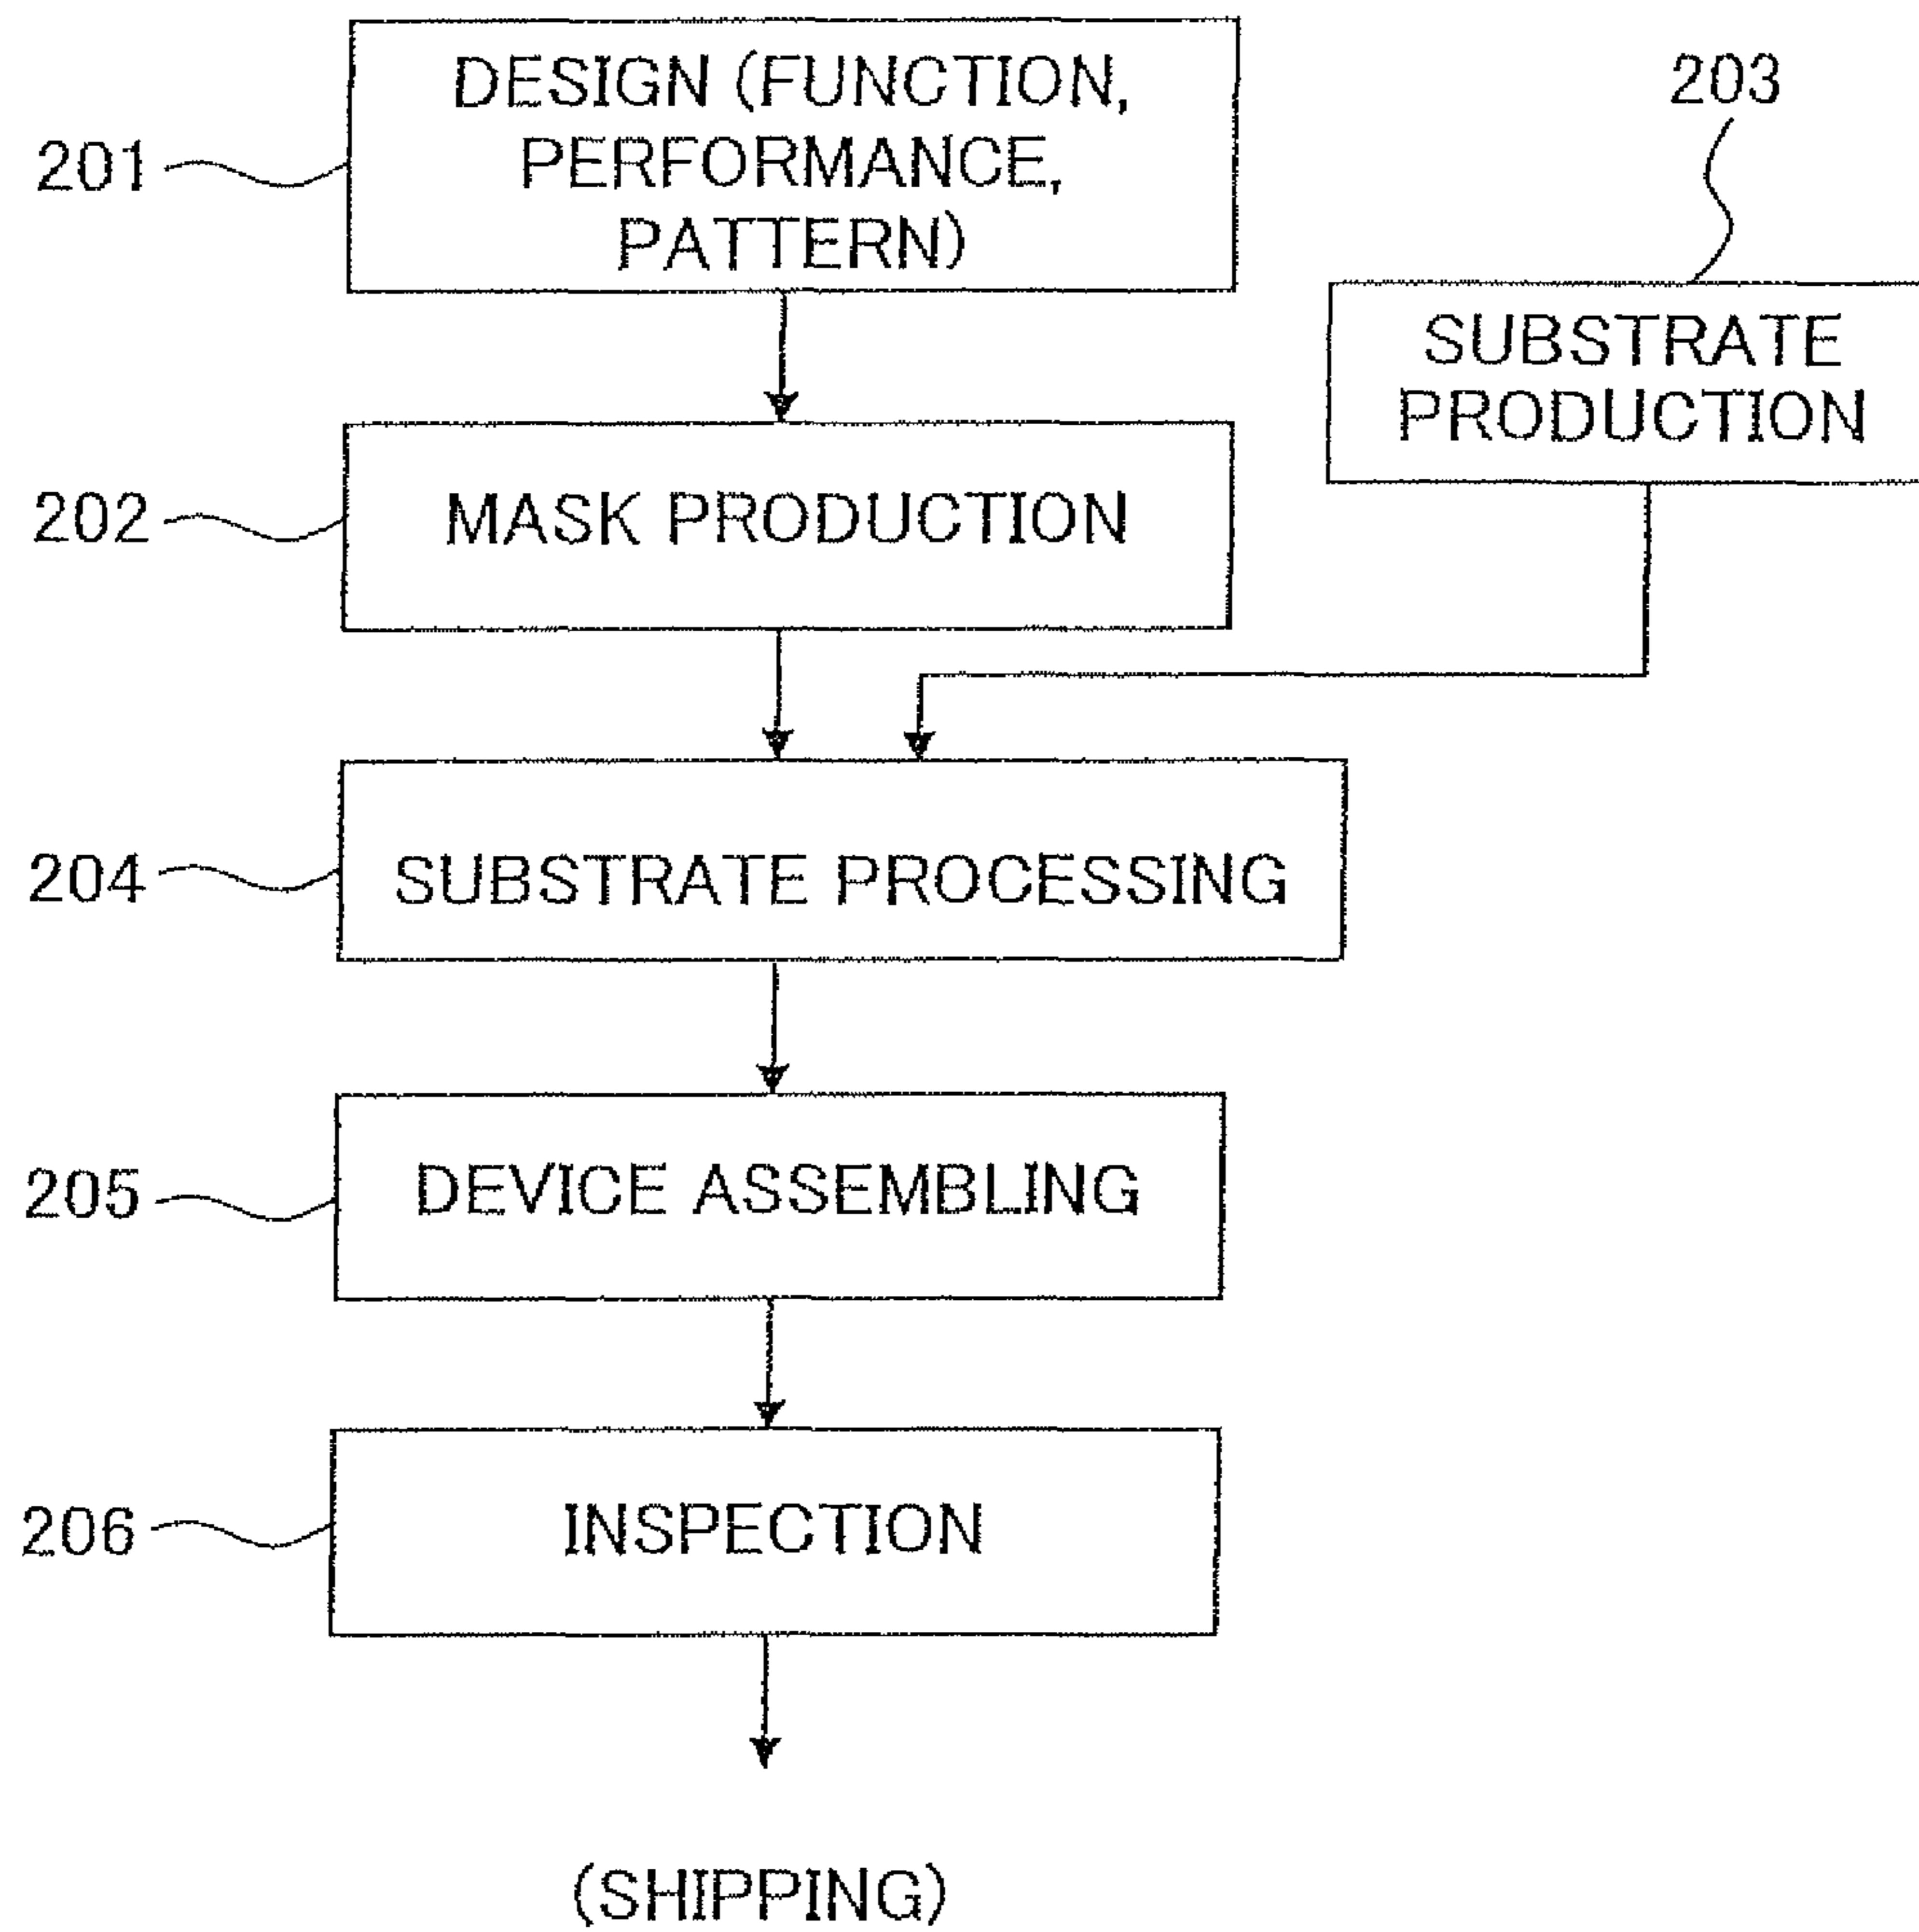 DESIGN (FUNCTION,
PERFORMANCE,
PATTERN)
201
203
SUBSTRATE
PRODUCTION
202
MASK PRODUCTION
204
SUBSTRATE PROCESSING
205
DEVICE ASSEMBLING
206
INSPECTION
(SHIPPING)